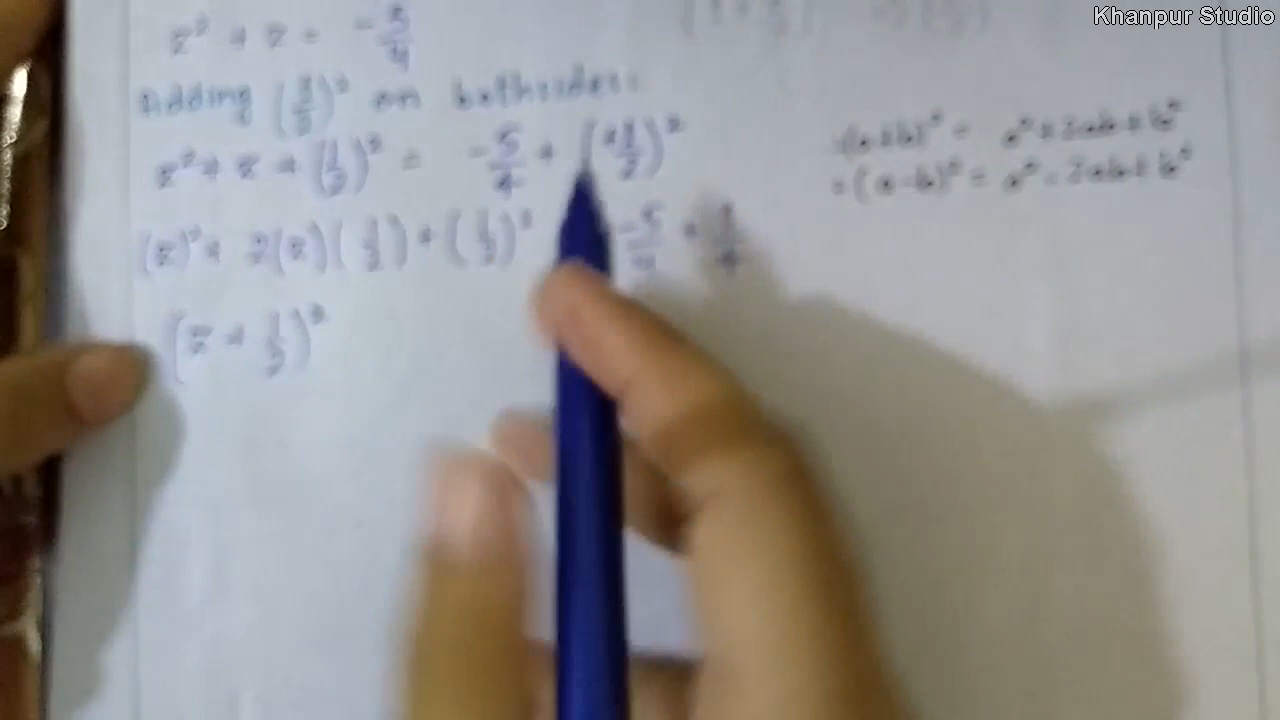 Khanpur Studio
z² + z = -5/4
Adding (1/2)² on bothsides:
z² + z + (1/2)² = -5/4 + (1/2)²
(a+b)² = a² + 2ab + b²
= (a-b)² = a² - 2ab + b²
(z)² + 2(z)(1/2) + (1/2)² -5/4 + 1/4
(z + 1/2)²